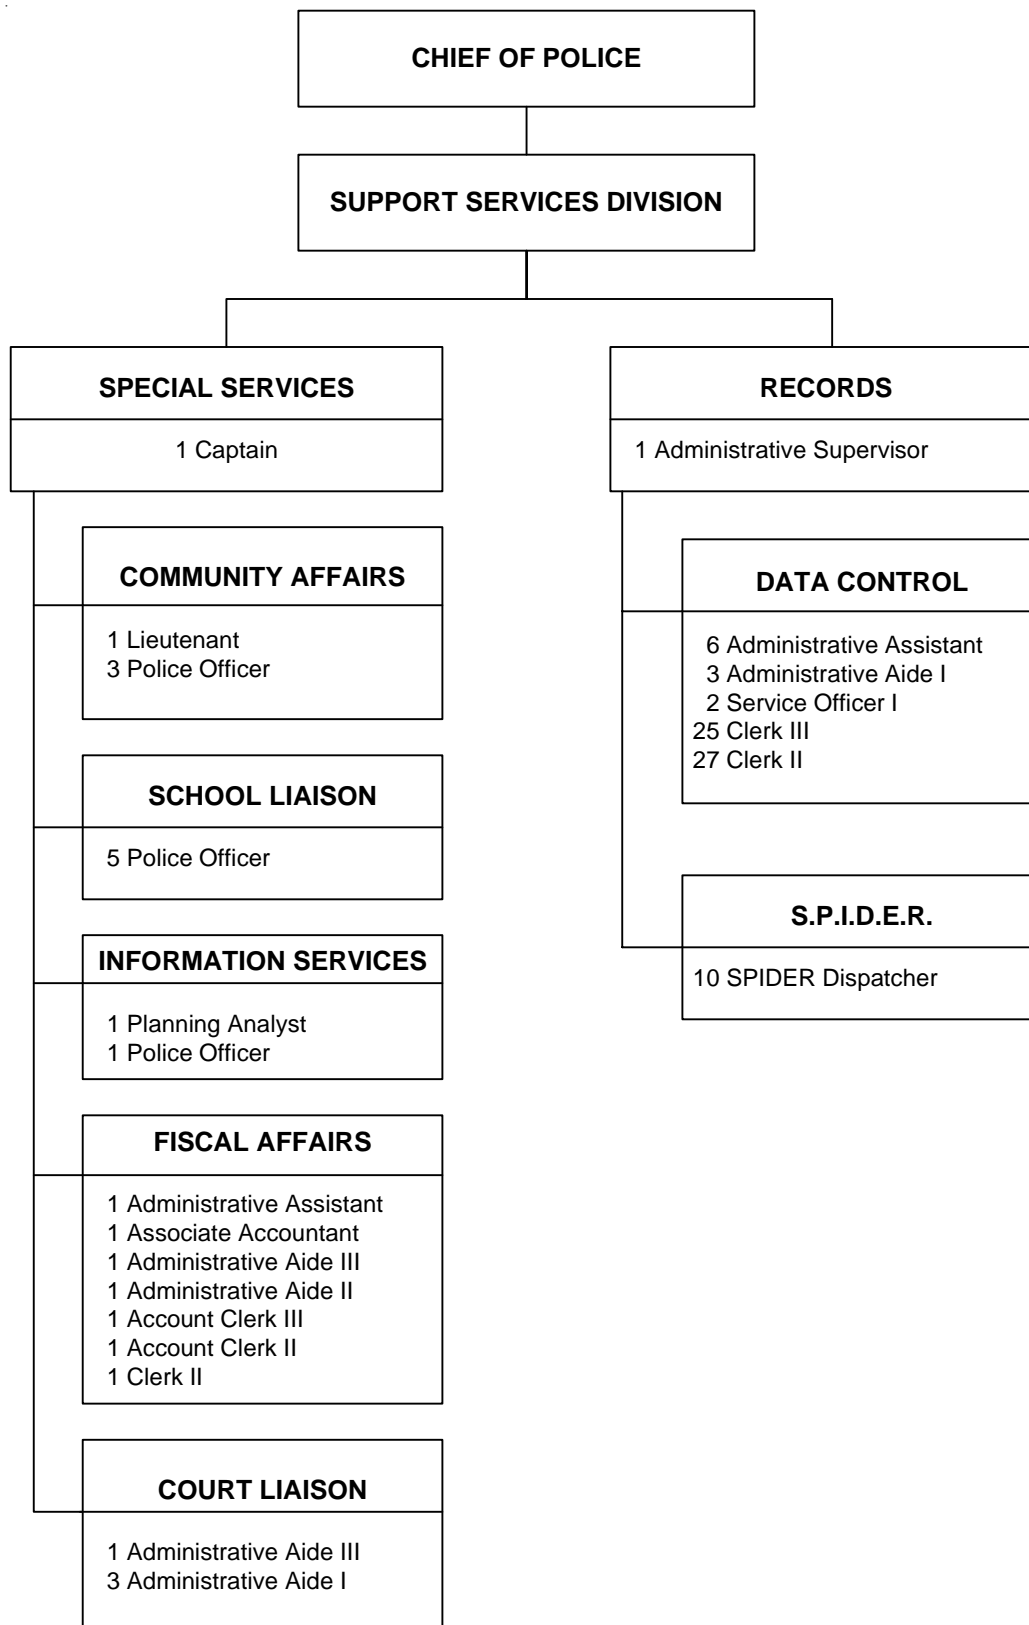 CHIEF OF POLICE
SUPPORT SERVICES DIVISION
SPECIAL SERVICES
1 Captain
COMMUNITY AFFAIRS
1 Lieutenant
3 Police Officer
SCHOOL LIAISON
5 Police Officer
INFORMATION SERVICES
1 Planning Analyst
1 Police Officer
FISCAL AFFAIRS
1 Administrative Assistant
1 Associate Accountant
1 Administrative Aide III
1 Administrative Aide II
1 Account Clerk III
1 Account Clerk II
1 Clerk II
COURT LIAISON
1 Administrative Aide III
3 Administrative Aide I
RECORDS
1 Administrative Supervisor
DATA CONTROL
6 Administrative Assistant
3 Administrative Aide I
2 Service Officer I
25 Clerk III
27 Clerk II
S.P.I.D.E.R.
10 SPIDER Dispatcher